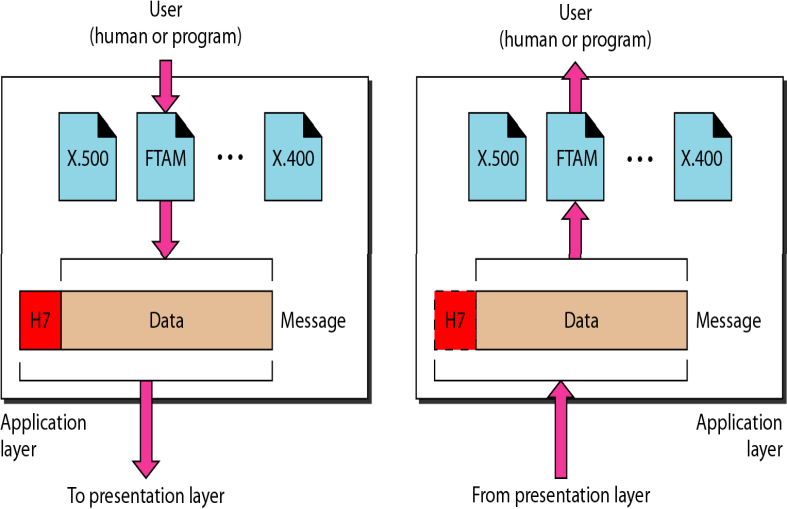 User
(human or program)
X.500
FTAM
...
X.400
H7
Data
Message
Application
layer
To presentation layer
User
(human or program)
X.500
FTAM
...
X.400
H7
Data
Message
Application
layer
From presentation layer